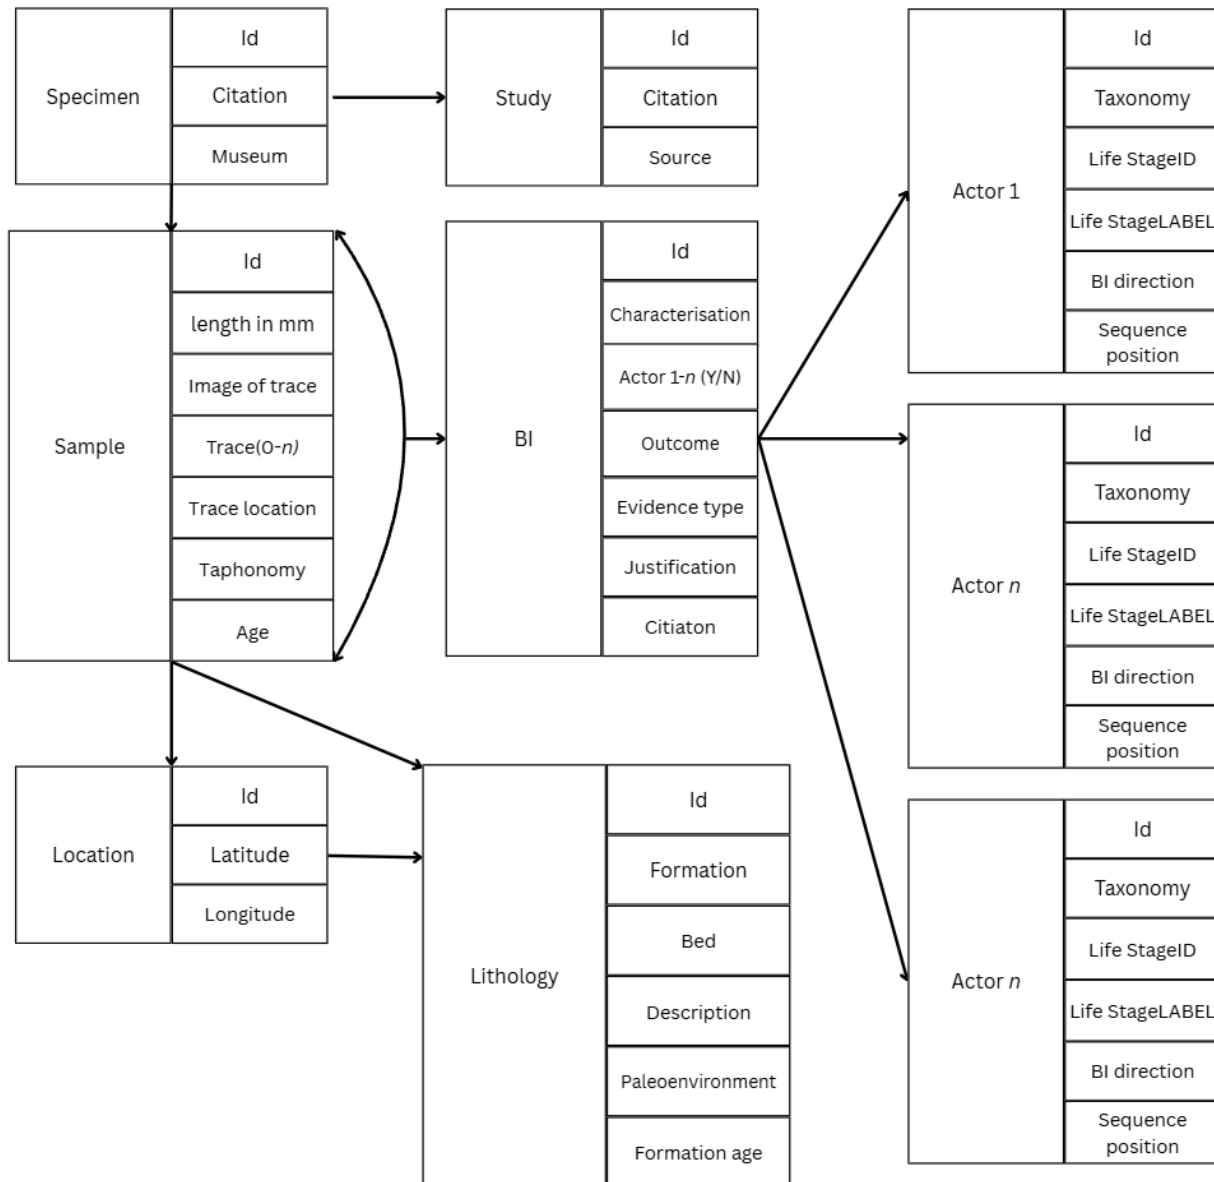 Specimen
Id
Citation
Museum
Study
Id
Citation
Source
Actor 1
Id
Taxonomy
Life StageID
Life StageLABEL
BI direction
Sequence
position
Sample
Id
length in mm
Image of trace
Trace(0-n)
Trace location
Taphonomy
Age
BI
Id
Characterisation
Actor 1-n (Y/N)
Outcome
Evidence type
Justification
Citiaton
Actor n
Id
Taxonomy
Life StageID
Life StageLABEL
BI direction
Sequence
position
Location
Id
Latitude
Longitude
Lithology
Id
Formation
Bed
Description
Paleoenvironment
Formation age
Actor n
Id
Taxonomy
Life StageID
Life StageLABEL
BI direction
Sequence
position